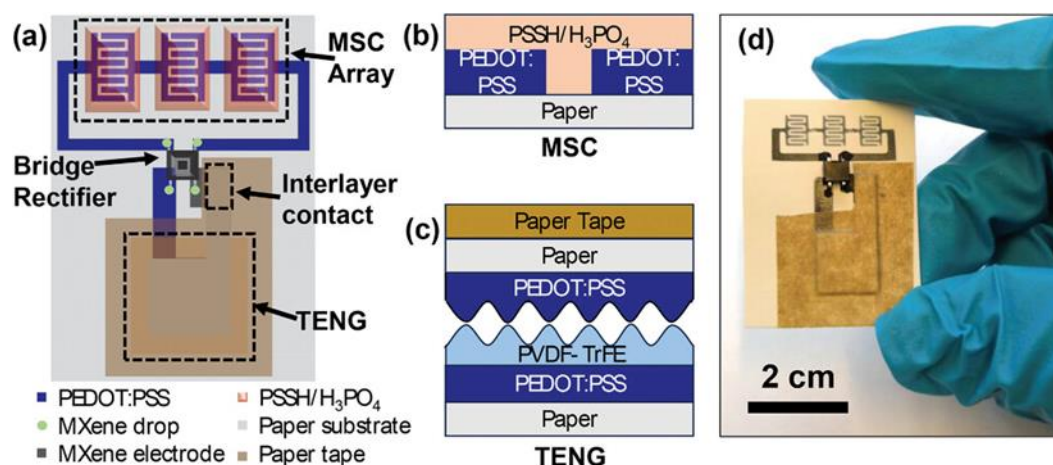 (a)
MSC
Array
Bridge
Rectifier
Interlayer
contact
TENG
PEDOT:PSS
PSSH/H₃PO₄
MXene drop
Paper substrate
MXene electrode
Paper tape
(b)
PSSH/H₃PO₄
PEDOT:
PSS
PEDOT:
PSS
Paper
MSC
(c)
Paper Tape
Paper
PEDOT:PSS
PVDF-TrFE
PEDOT:PSS
Paper
TENG
(d)
2 cm